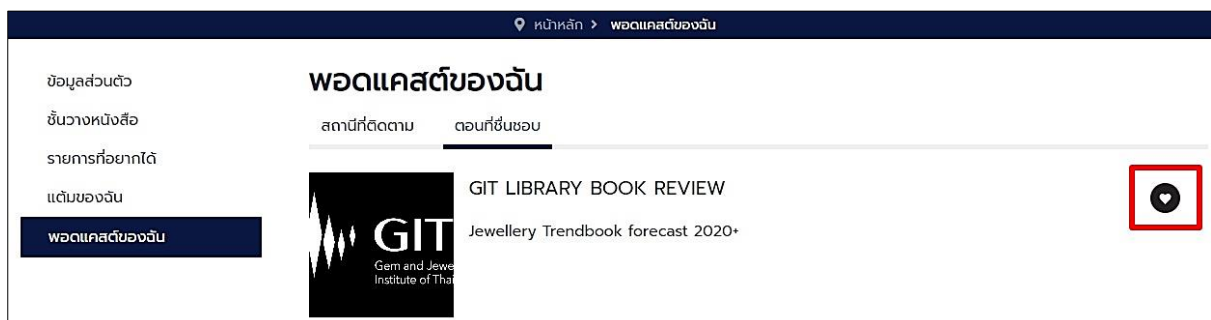 หน้าหลัก > พอดแคสต์ของฉัน
ข้อมูลส่วนตัว
ชั้นวางหนังสือ
รายการที่อยากได้
แต้มของฉัน
พอดแคสต์ของฉัน
พอดแคสต์ของฉัน
สถานีที่ติดตาม ตอนที่ชื่นชอบ
GIT
Gem and Jewe
Institute of Thai
GIT LIBRARY BOOK REVIEW
Jewellery Trendbook forecast 2020+